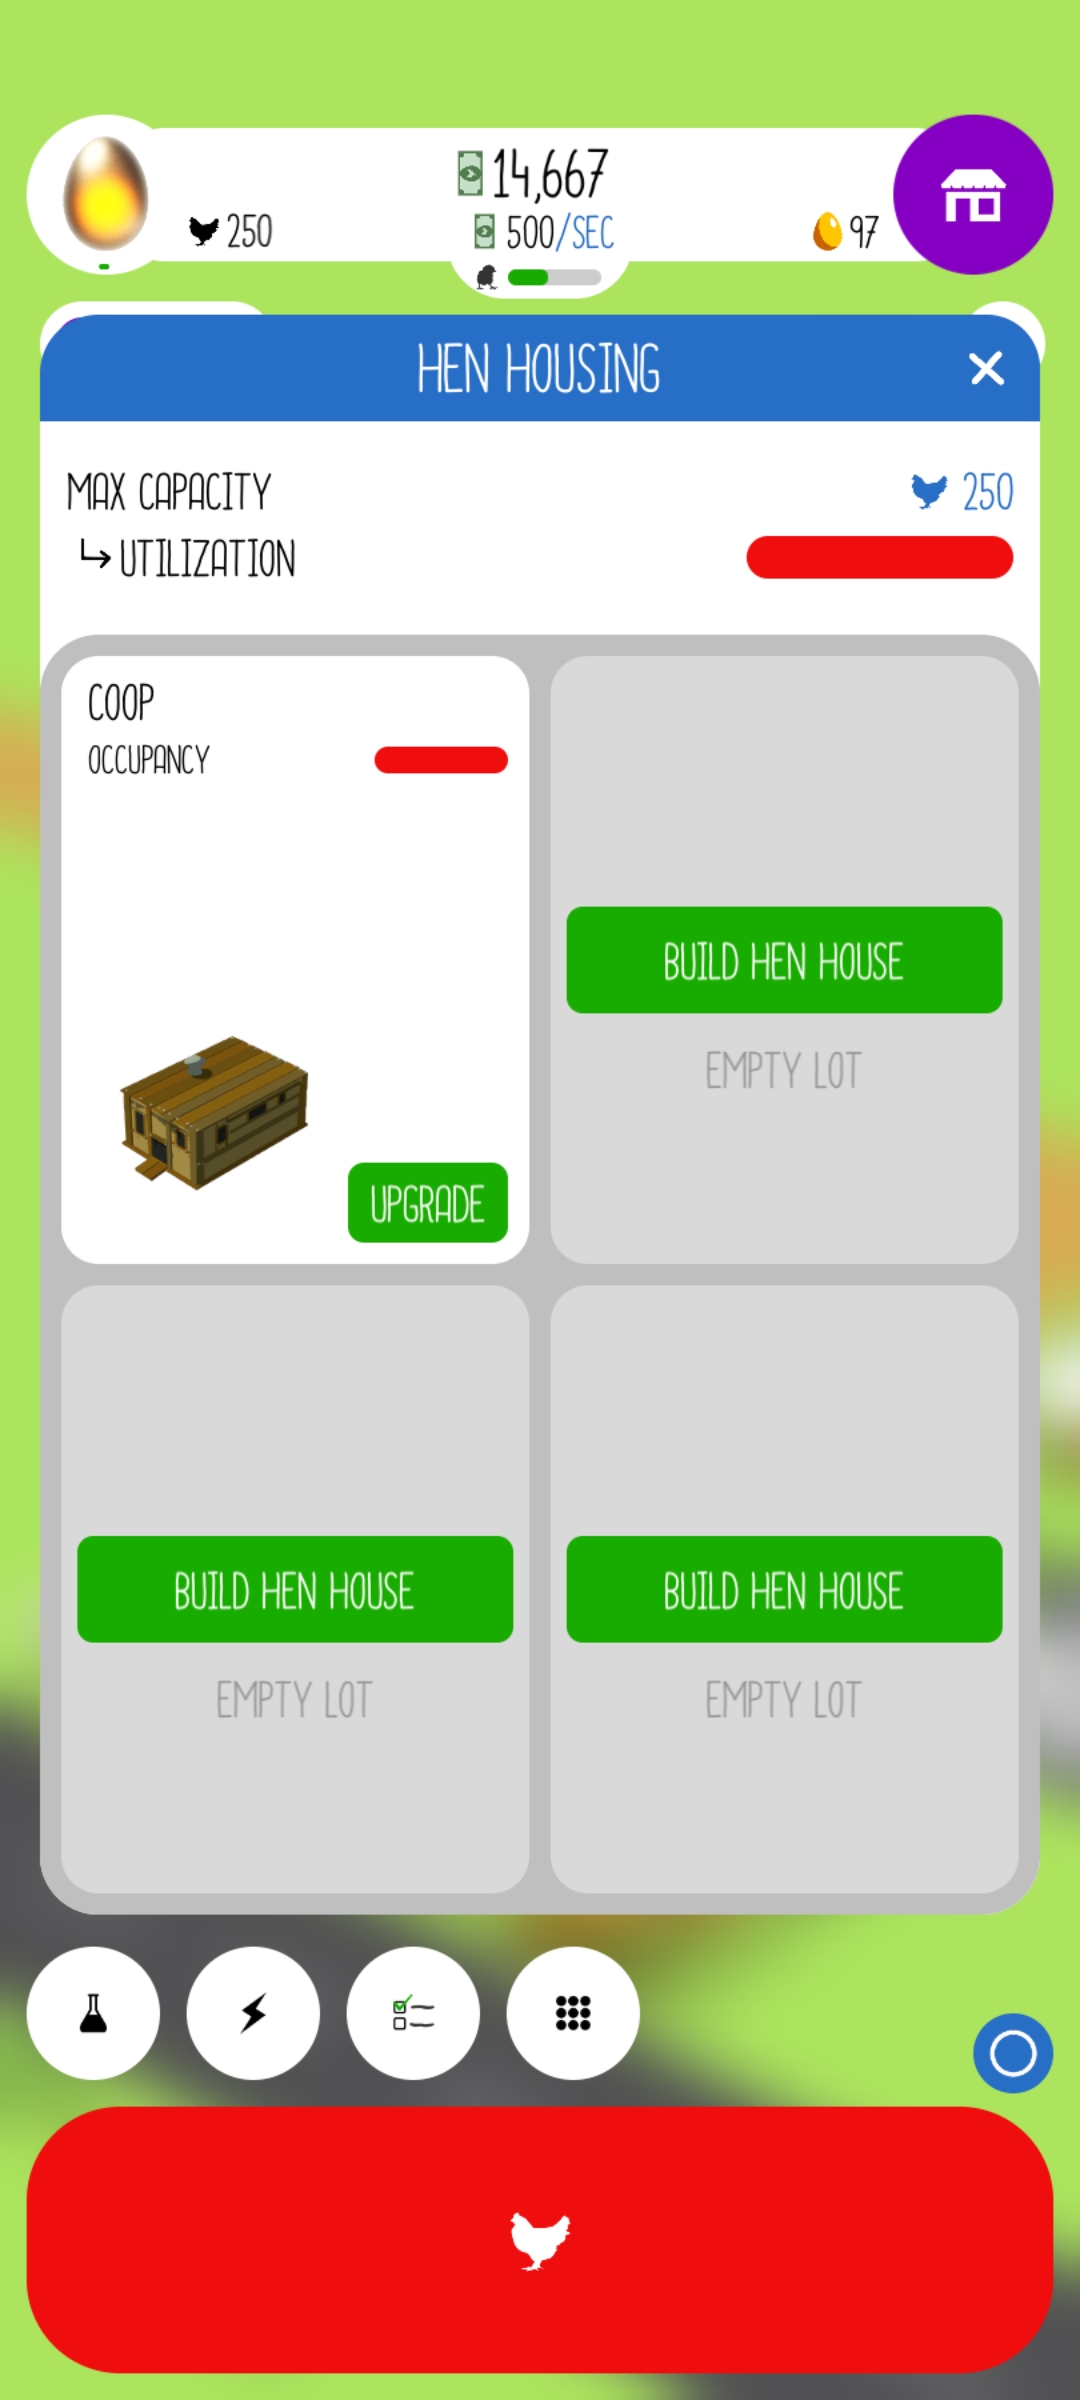 14,667
250
500/SEC
97
HEN HOUSING
MAX CAPACITY
250
UTILIZATION
COOP
OCCUPANCY
UPGRADE
BUILD HEN HOUSE
EMPTY LOT
BUILD HEN HOUSE
EMPTY LOT
BUILD HEN HOUSE
EMPTY LOT